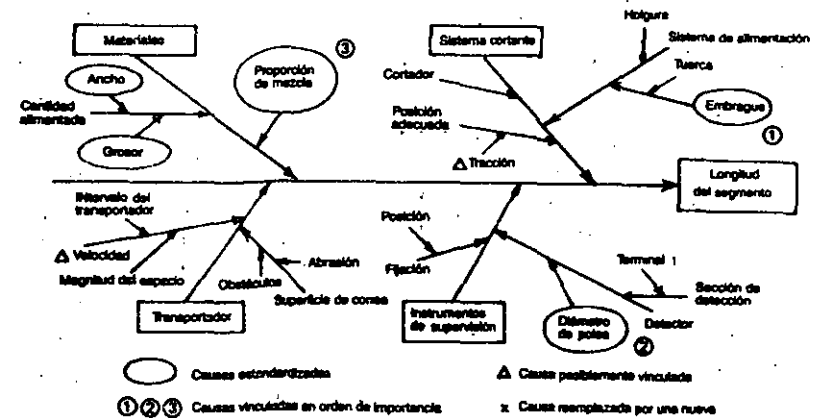 Materiales
Ancho
Cantidad
alimentada
Grosor
Proporción
de mezcla
③
Sistema cortante
Cortador
Posición
adecuada
△ Tracción
Holgura
Sistema de alimentación
Tuerca
Embrague
①
Longitud
del segmento
Intervalo del
transportador
△ Velocidad
Magnitud del espacio
Transportador
Obstáculos
Abrasión
Superficie de correa
Posición
Fijación
Instrumentos
de supervisión
Diámetro
de polea
②
Terminal
Sección de
detección
Detector
Causas estandardizadas
△ Causa posiblemente vinculada
①②③ Causas vinculadas en orden de importancia
x Causa reemplazada por una nueva